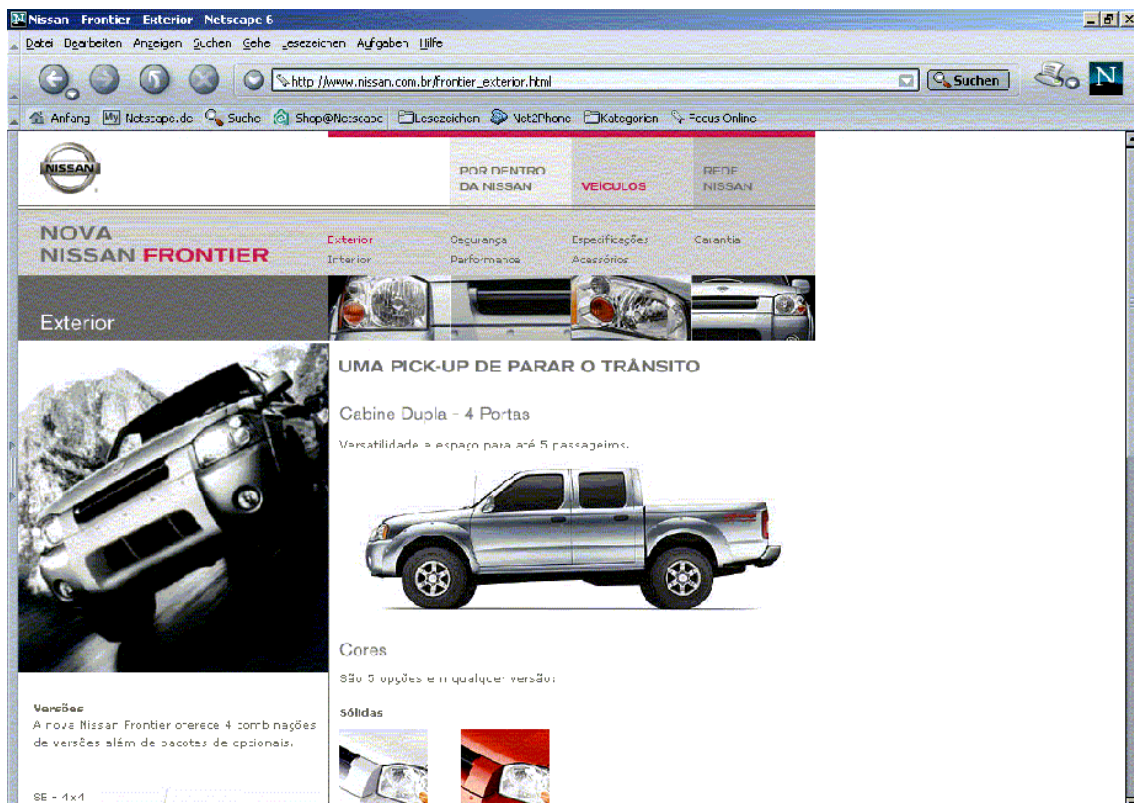 Nissan Frontier Exterior Netscape 6
Datei Bearbeiten Anzeigen Suchen Gehe Lesezeichen Aufgaben Hilfe
http://www.nissan.com.br/frontier_exterior.html
Suchen
N
Anfang My Netscape.de Suche Shop@Netscape Lesezeichen Net2Phone Kategorien Focus Online
NISSAN
POR DENTRO
DA NISSAN
VEÍCULOS
REDE
NISSAN
NOVA
NISSAN FRONTIER
Exterior Segurança Especificações Garantia
Interior Performance Acessórios
Exterior
UMA PICK-UP DE PARAR O TRÂNSITO
Cabine Dupla - 4 Portas
Versatilidade e espaço para até 5 passageiros.
Cores
São 5 opções em qualquer versão:
Sólidas
Versões
A nova Nissan Frontier oferece 4 combinações
de versões além de pacotes de opcionais.
SE - 4x4